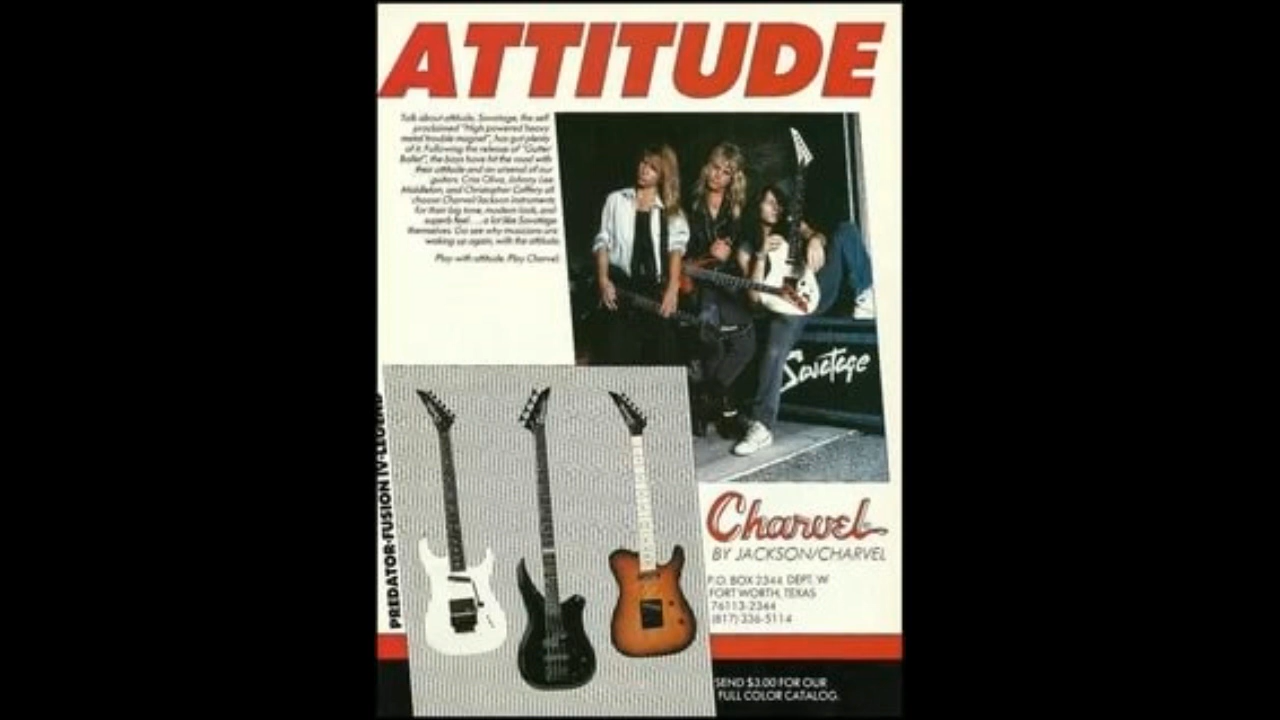 ATTITUDE
Talk about attitude, Savatage, the self
proclaimed "High powered heavy
metal trouble magnet", has got plenty
of it. Following the release of "Gutter
Ballet", the boys have hit the road with
their attitude and an arsenal of our
guitars. Criss Oliva, Johnny Lee
Middleton, and Christopher Caffery all
choose Charvel/Jackson instruments
for their big tone, modern look, and
superb feel . . . a lot like Savatage
themselves. Go see why musicians are
waking up again, with the attitude.
Play with attitude. Play Charvel.
Savatage
PREDATOR·FUSION IV·LEGEND
Charvel
BY JACKSON/CHARVEL
P.O. BOX 2344 DEPT. W
FORT WORTH, TEXAS
76113-2344
(817) 336-5114
SEND $3.00 FOR OUR
FULL COLOR CATALOG.